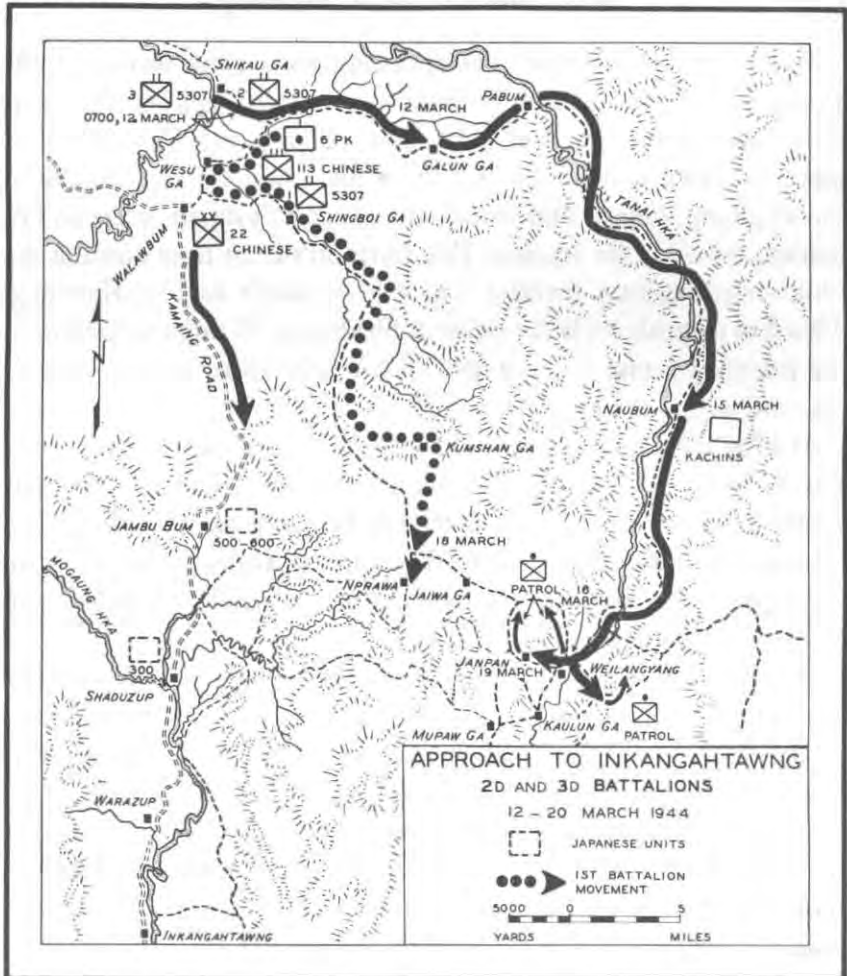 SHIKAU GA
3 5307 2 5307
0700, 12 MARCH
12 MARCH
PABUM
GALUN GA
5 PK
113 CHINESE
WESU GA
1 5307
SHINGBOI GA
TANAI HKA
WALAWBUM
22 CHINESE
KAMAING ROAD
NAUBUM
15 MARCH
KACHINS
KUMSHAN GA
JAMBU BUM
500-600
18 MARCH
NPRAWA
JAIWA GA
PATROL
16 MARCH
MOGAUNG HKA
300
JANPAN
19 MARCH
WEILANGYANG
SHADUZUP
KAULUN GA
MUPAW GA
PATROL
WARAZUP
INKANGAHTAWNG
APPROACH TO INKANGAHTAWNG
2D AND 3D BATTALIONS
12 – 20 MARCH 1944
JAPANESE UNITS
1ST BATTALION
MOVEMENT
5000 0 5
YARDS MILES